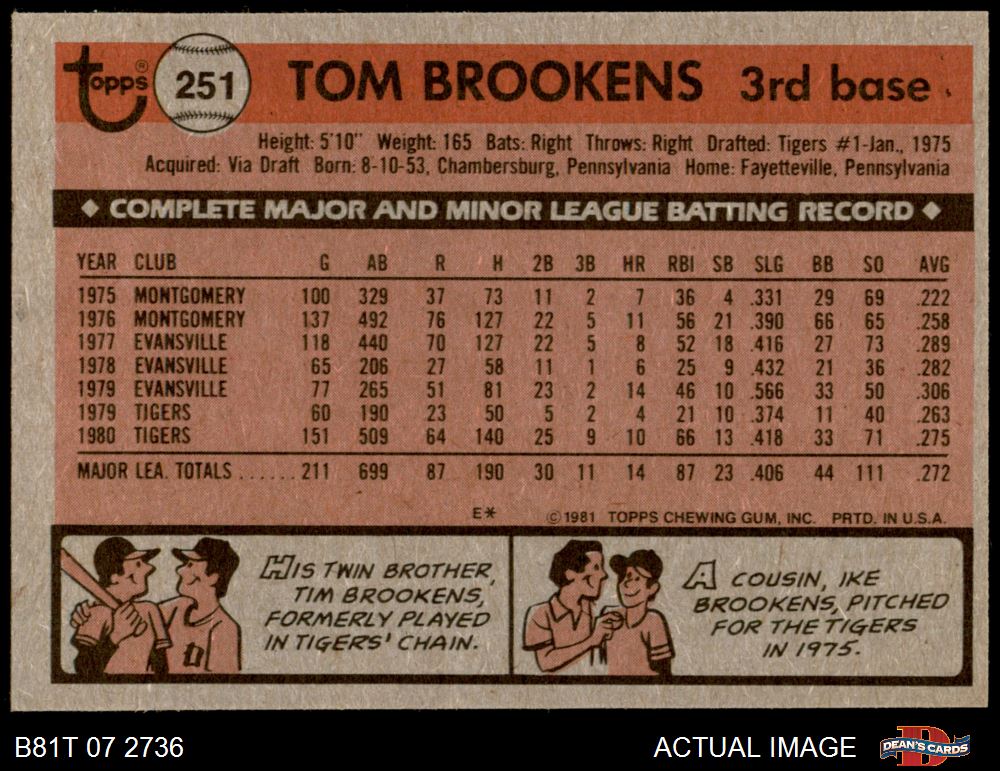 Topps® 251 TOM BROOKENS 3rd base
Height: 5'10" Weight: 165 Bats: Right Throws: Right Drafted: Tigers #1-Jan., 1975
Acquired: Via Draft Born: 8-10-53, Chambersburg, Pennsylvania Home: Fayetteville, Pennsylvania
◆ COMPLETE MAJOR AND MINOR LEAGUE BATTING RECORD ◆
YEAR CLUB G AB R H 2B 3B HR RBI SB SLG BB SO AVG
1975 MONTGOMERY 100 329 37 73 11 2 7 36 4 .331 29 69 .222
1976 MONTGOMERY 137 492 76 127 22 5 11 56 21 .390 66 65 .258
1977 EVANSVILLE 118 440 70 127 22 5 8 52 18 .416 27 73 .289
1978 EVANSVILLE 65 206 27 58 11 1 6 25 9 .432 21 36 .282
1979 EVANSVILLE 77 265 51 81 23 2 14 46 10 .566 33 50 .306
1979 TIGERS 60 190 23 50 5 2 4 21 10 .374 11 40 .263
1980 TIGERS 151 509 64 140 25 9 10 66 13 .418 33 71 .275
MAJOR LEA. TOTALS ...... 211 699 87 190 30 11 14 87 23 .406 44 111 .272
E* ©1981 TOPPS CHEWING GUM, INC. PRTD. IN U.S.A.
HIS TWIN BROTHER,
TIM BROOKENS,
FORMERLY PLAYED
IN TIGERS' CHAIN.
A COUSIN, IKE
BROOKENS, PITCHED
FOR THE TIGERS
IN 1975.
B81T 07 2736 ACTUAL IMAGE DEAN'S CARDS